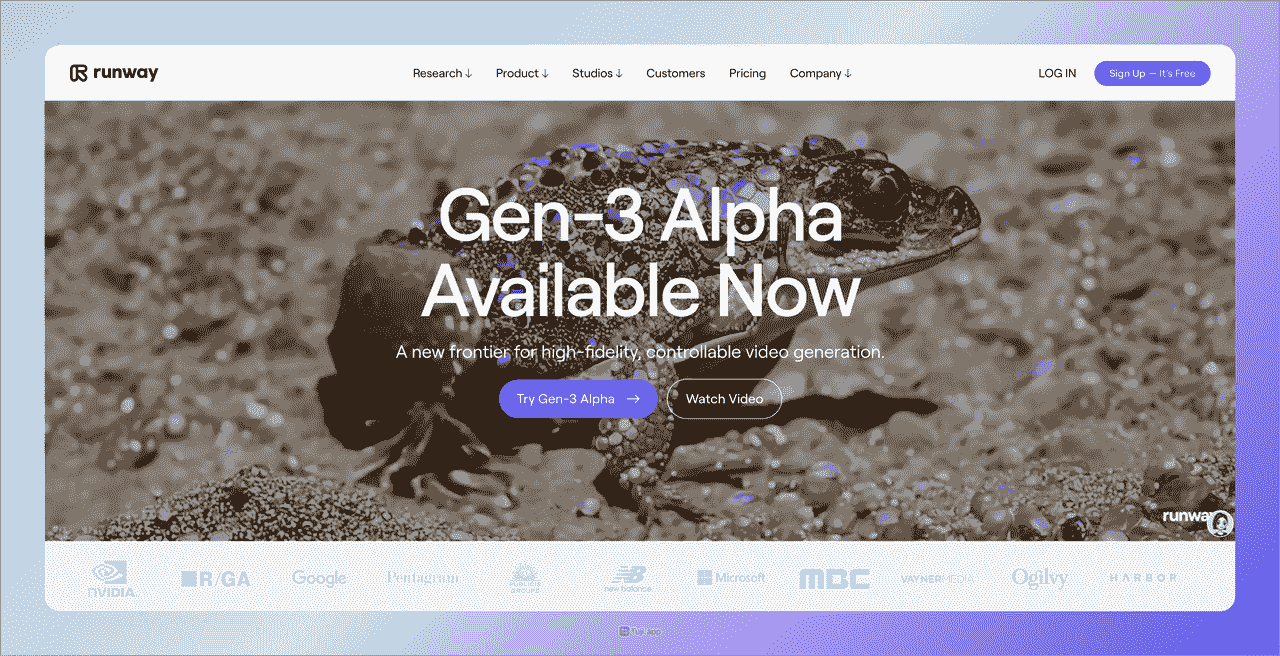 runway
Research ↓ Product ↓ Studios ↓ Customers Pricing Company ↓
LOG IN
Sign Up — It's Free
Gen-3 Alpha
Available Now
A new frontier for high-fidelity, controllable video generation.
Try Gen-3 Alpha →
Watch Video
runway
NVIDIA.
R/GA
Google
Pentagram
PUBLICIS
GROUPE
new balance
Microsoft
MBC
VAYNERMEDIA
Ogilvy
HARBOR